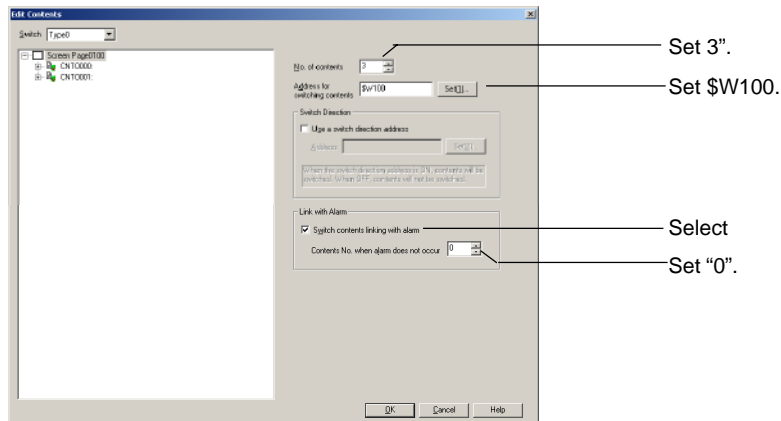 Edit Contents
Switch Type0
Screen Page0100
CNT0000:
CNT0001:
No. of contents 3
Address for
switching contents $W100 Set[1]...
Switch Direction
Use a switch direction address
Address
When the switch direction address is ON, contents will be
switched. When OFF, contents will not be switched.
Link with Alarm
Switch contents linking with alarm
Contents No. when alarm does not occur 0
OK Cancel Help
Set 3”.
Set $W100.
Select
Set “0”.